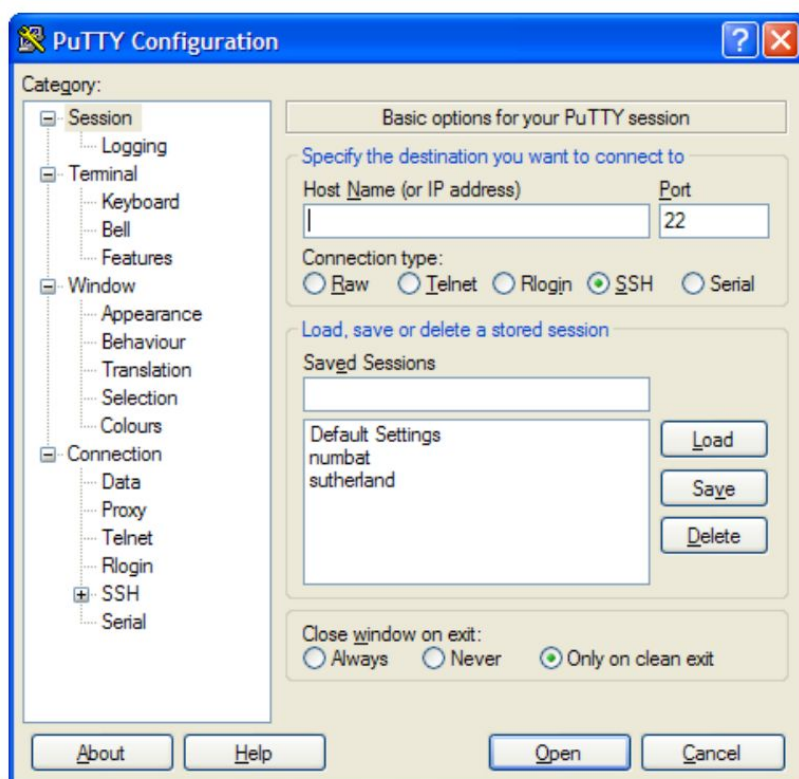 PuTTY Configuration
Category:
Session
Logging
Terminal
Keyboard
Bell
Features
Window
Appearance
Behaviour
Translation
Selection
Colours
Connection
Data
Proxy
Telnet
Rlogin
SSH
Serial
Basic options for your PuTTY session
Specify the destination you want to connect to
Host Name (or IP address) Port
22
Connection type:
Raw Telnet Rlogin SSH Serial
Load, save or delete a stored session
Saved Sessions
Default Settings
numbat
sutherland
Load
Save
Delete
Close window on exit:
Always Never Only on clean exit
About Help Open Cancel